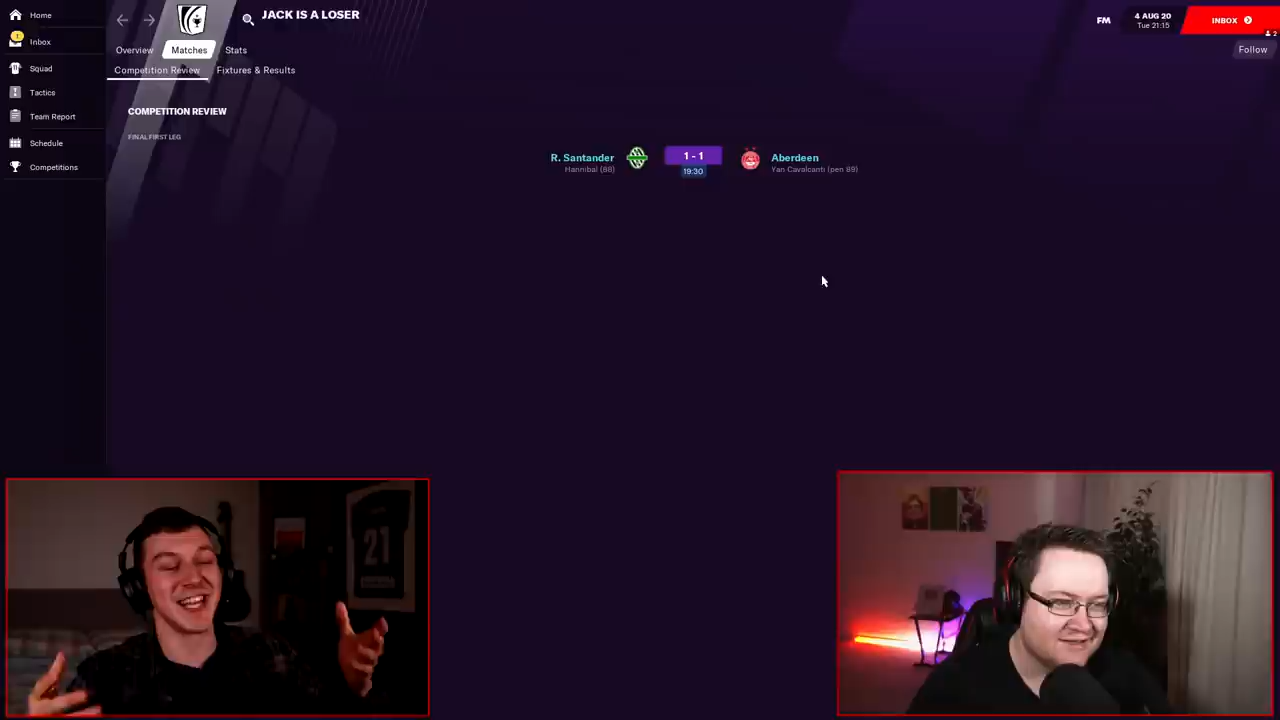 JACK IS A LOSER
FM
4 AUG 20
Tue 21:15
INBOX
2
Home
Inbox
Squad
Tactics
Team Report
Schedule
Competitions
Overview
Matches
Stats
Follow
Competition Review
Fixtures & Results
COMPETITION REVIEW
FINAL FIRST LEG
R. Santander
1 - 1
Aberdeen
Hannibal (88)
19:30
Yan Cavalcanti (pen 89)
21